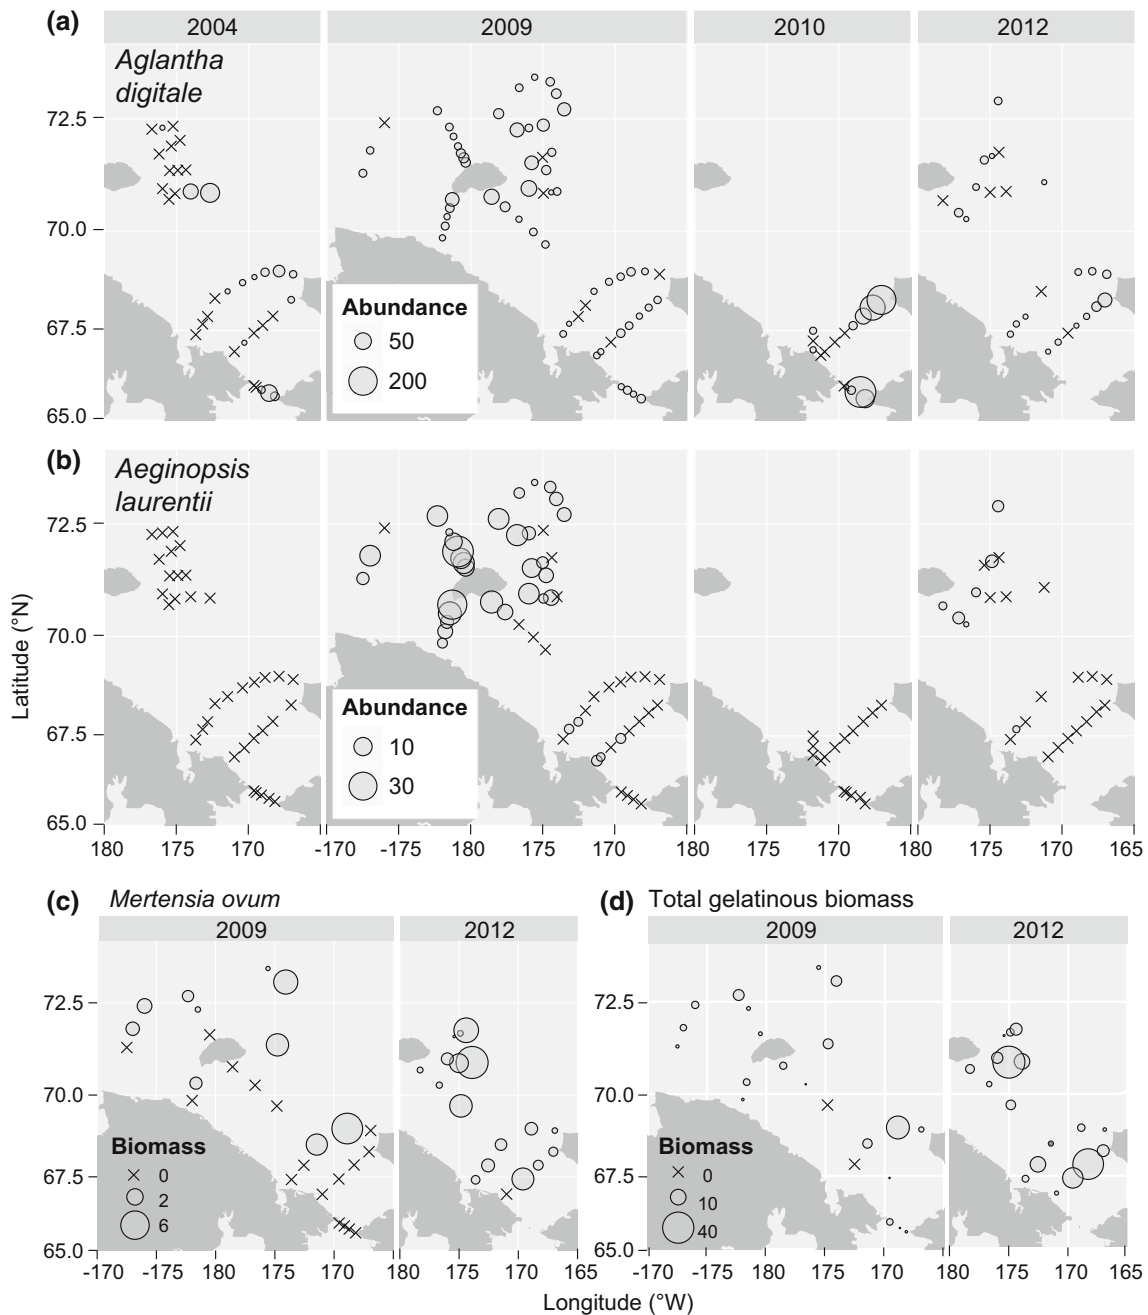 (a)
2004 2009 2010 2012
Aglantha
digitale
72.5
70.0
67.5
65.0
Abundance
50
200
(b)
Aeginopsis
laurentii
72.5
70.0
67.5
65.0
Latitude (°N)
Abundance
10
30
180 175 170 -170 -175 180 175 170 180 175 170 180 175 170 165
(c) Mertensia ovum
2009 2012
72.5
70.0
67.5
65.0
Biomass
0
2
6
-170 -175 180 175 170 180 175 170 165
(d) Total gelatinous biomass
2009 2012
72.5
70.0
67.5
65.0
Biomass
0
10
40
-170 -175 180 175 170 180 175 170 165
Longitude (°W)